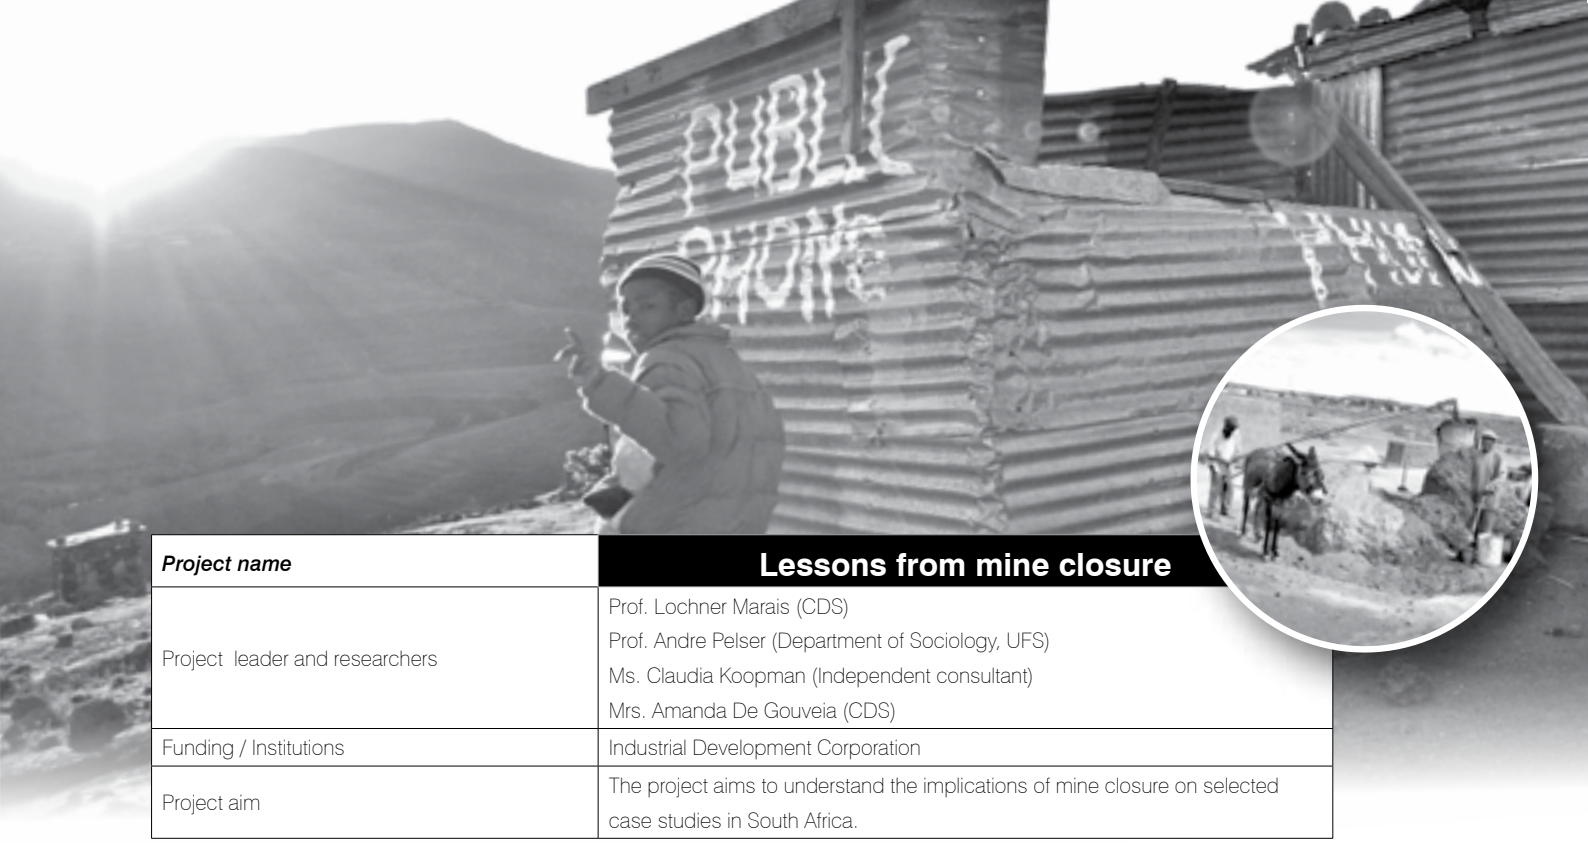 PUBLIC
PHONE
Project name
Lessons from mine closure
Project leader and researchers
Prof. Lochner Marais (CDS)
Prof. Andre Pelser (Department of Sociology, UFS)
Ms. Claudia Koopman (Independent consultant)
Mrs. Amanda De Gouveia (CDS)
Funding / Institutions
Industrial Development Corporation
Project aim
The project aims to understand the implications of mine closure on selected
case studies in South Africa.